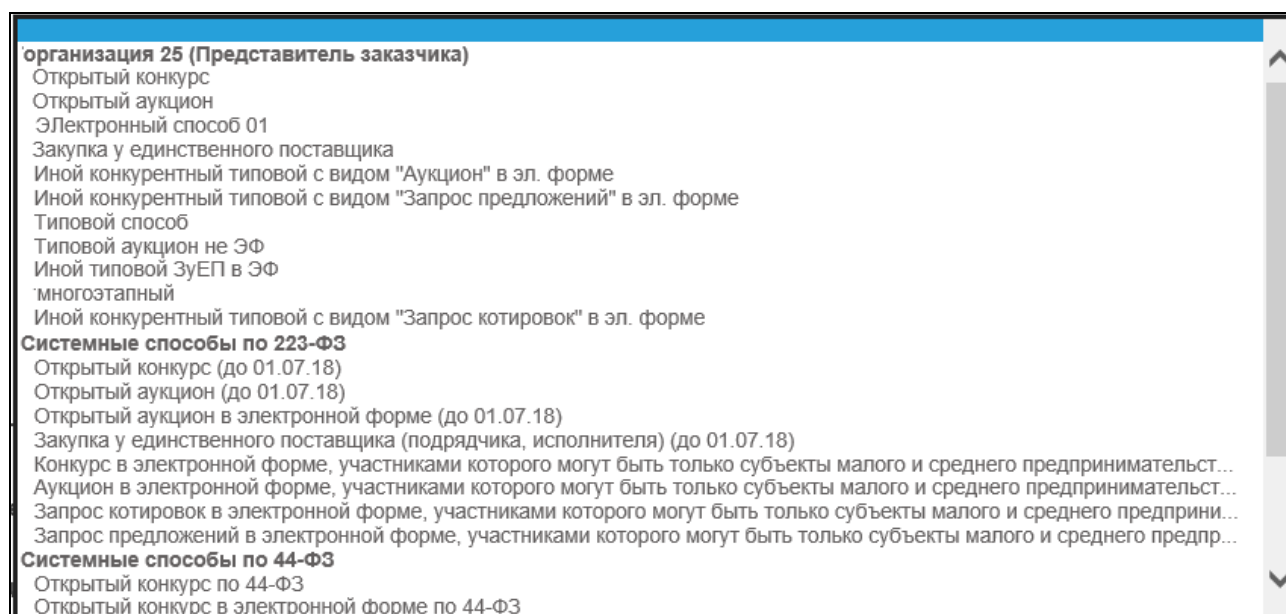 организация 25 (Представитель заказчика)
Открытый конкурс
Открытый аукцион
ЭЛектронный способ 01
Закупка у единственного поставщика
Иной конкурентный типовой с видом "Аукцион" в эл. форме
Иной конкурентный типовой с видом "Запрос предложений" в эл. форме
Типовой способ
Типовой аукцион не ЭФ
Иной типовой ЗуЕП в ЭФ
многоэтапный
Иной конкурентный типовой с видом "Запрос котировок" в эл. форме
Системные способы по 223-ФЗ
Открытый конкурс (до 01.07.18)
Открытый аукцион (до 01.07.18)
Открытый аукцион в электронной форме (до 01.07.18)
Закупка у единственного поставщика (подрядчика, исполнителя) (до 01.07.18)
Конкурс в электронной форме, участниками которого могут быть только субъекты малого и среднего предпринимательст...
Аукцион в электронной форме, участниками которого могут быть только субъекты малого и среднего предпринимательст...
Запрос котировок в электронной форме, участниками которого могут быть только субъекты малого и среднего предприни...
Запрос предложений в электронной форме, участниками которого могут быть только субъекты малого и среднего предпр...
Системные способы по 44-ФЗ
Открытый конкурс по 44-ФЗ
Открытый конкурс в электронной форме по 44-ФЗ